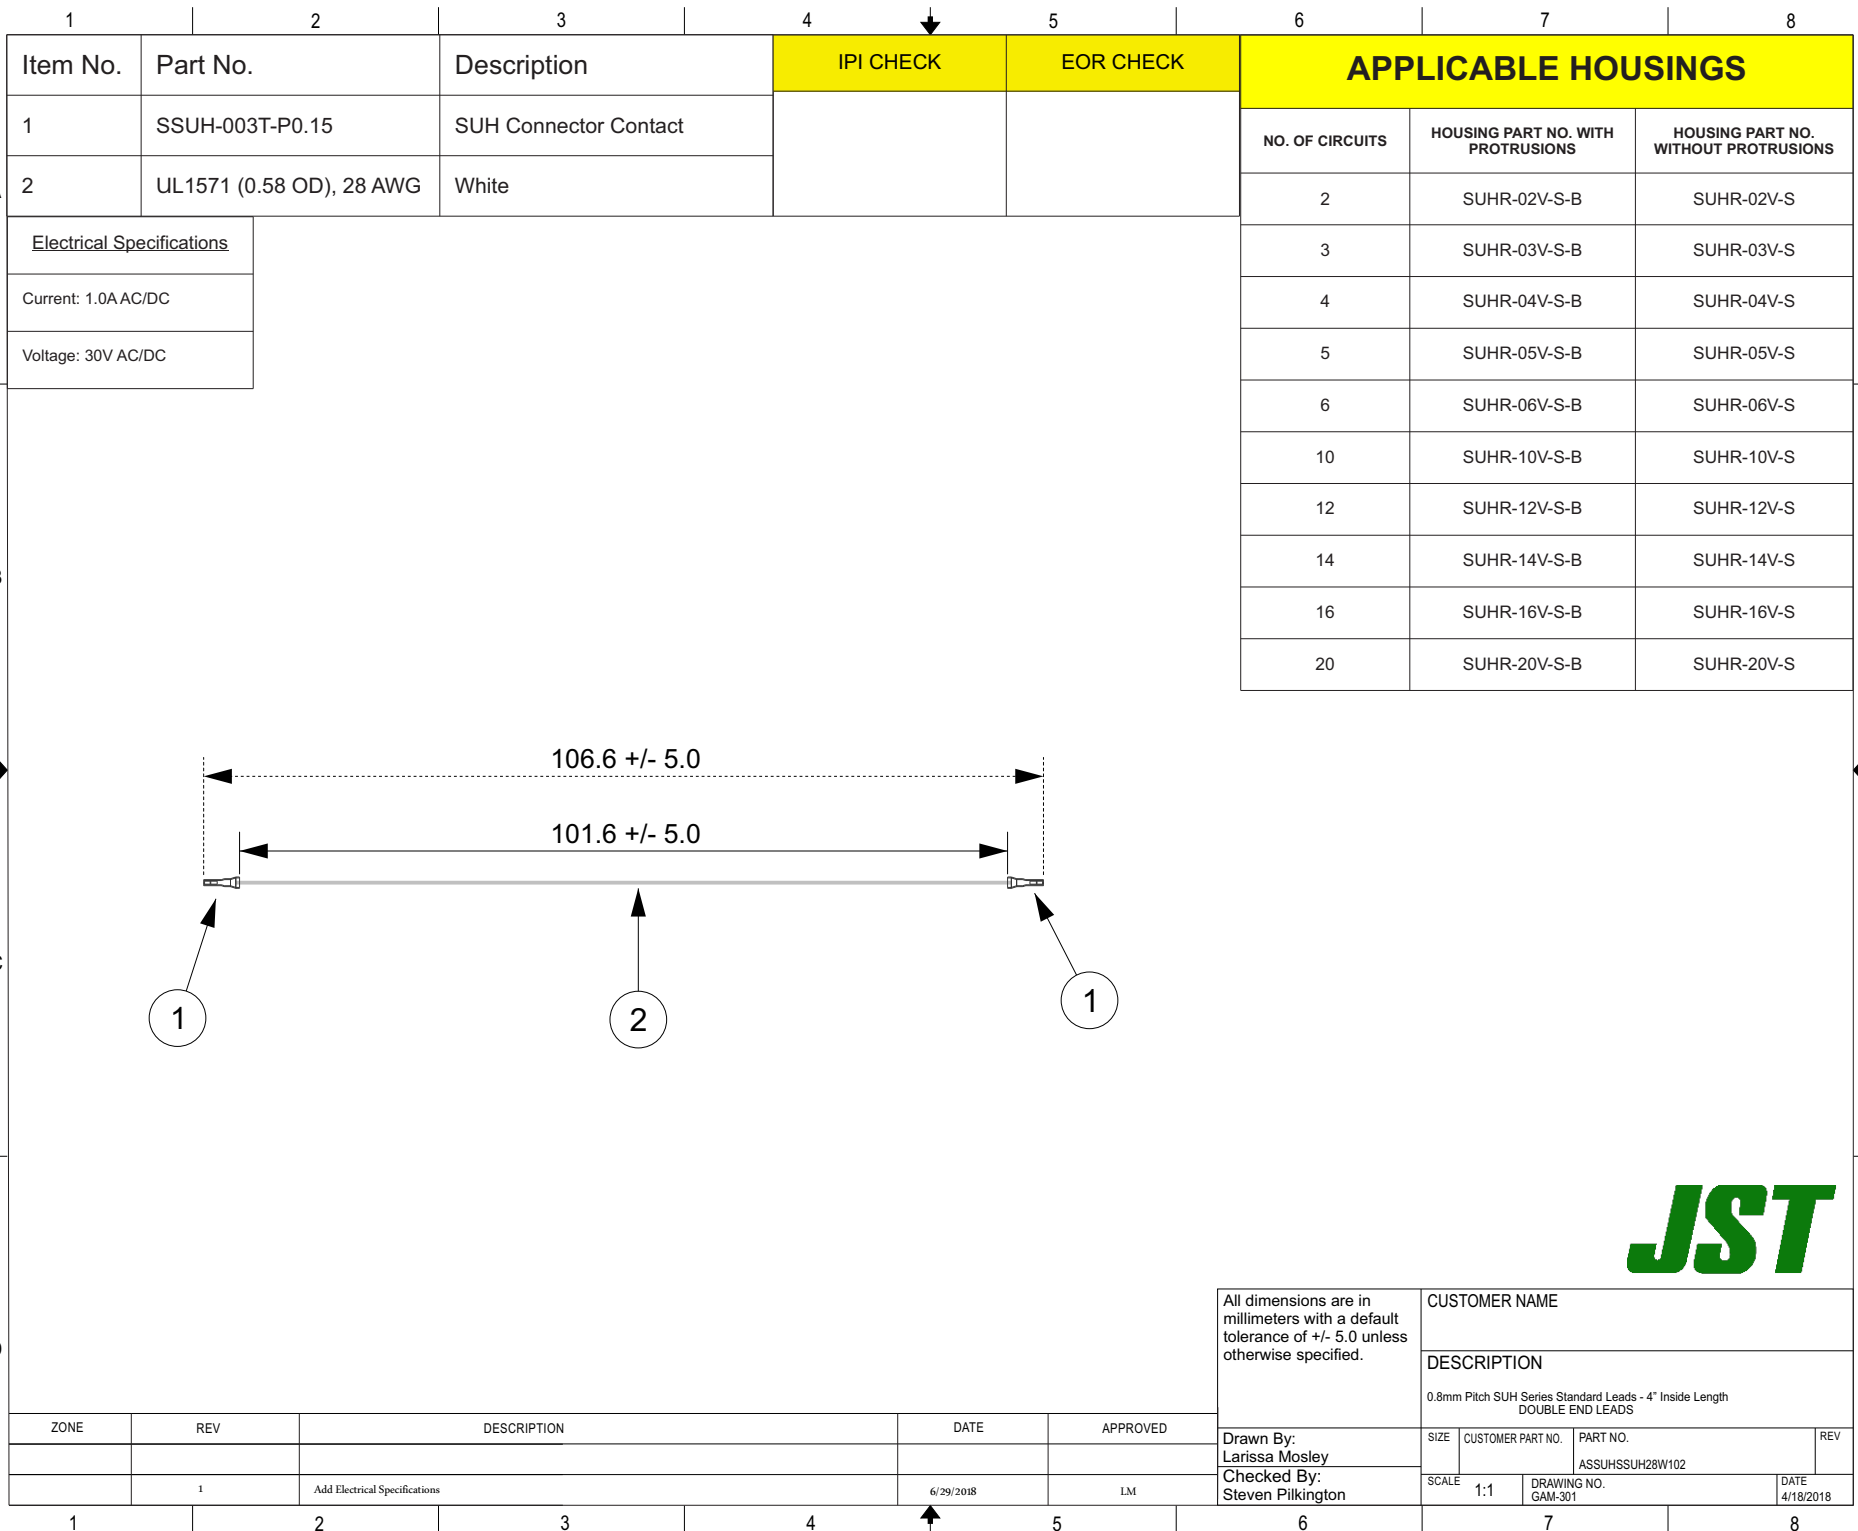 1 2 3 4 5 6 7 8
Item No. Part No. Description
1 SSUH-003T-P0.15 SUH Connector Contact
2 UL1571 (0.58 OD), 28 AWG White
IPI CHECK EOR CHECK
Electrical Specifications
Current: 1.0A AC/DC
Voltage: 30V AC/DC
APPLICABLE HOUSINGS
NO. OF CIRCUITS HOUSING PART NO. WITH PROTRUSIONS HOUSING PART NO. WITHOUT PROTRUSIONS
2 SUHR-02V-S-B SUHR-02V-S
3 SUHR-03V-S-B SUHR-03V-S
4 SUHR-04V-S-B SUHR-04V-S
5 SUHR-05V-S-B SUHR-05V-S
6 SUHR-06V-S-B SUHR-06V-S
10 SUHR-10V-S-B SUHR-10V-S
12 SUHR-12V-S-B SUHR-12V-S
14 SUHR-14V-S-B SUHR-14V-S
16 SUHR-16V-S-B SUHR-16V-S
20 SUHR-20V-S-B SUHR-20V-S
106.6 +/- 5.0
101.6 +/- 5.0
1
2
1
JST
All dimensions are in
millimeters with a default
tolerance of +/- 5.0 unless
otherwise specified.
CUSTOMER NAME
DESCRIPTION
0.8mm Pitch SUH Series Standard Leads - 4" Inside Length
DOUBLE END LEADS
Drawn By:
Larissa Mosley
Checked By:
Steven Pilkington
SIZE CUSTOMER PART NO. PART NO. REV
ASSUHSSUH28W102
SCALE 1:1 DRAWING NO. DATE
GAM-301 4/18/2018
ZONE REV DESCRIPTION DATE APPROVED
1 Add Electrical Specifications 6/29/2018 LM
1 2 3 4 5 6 7 8